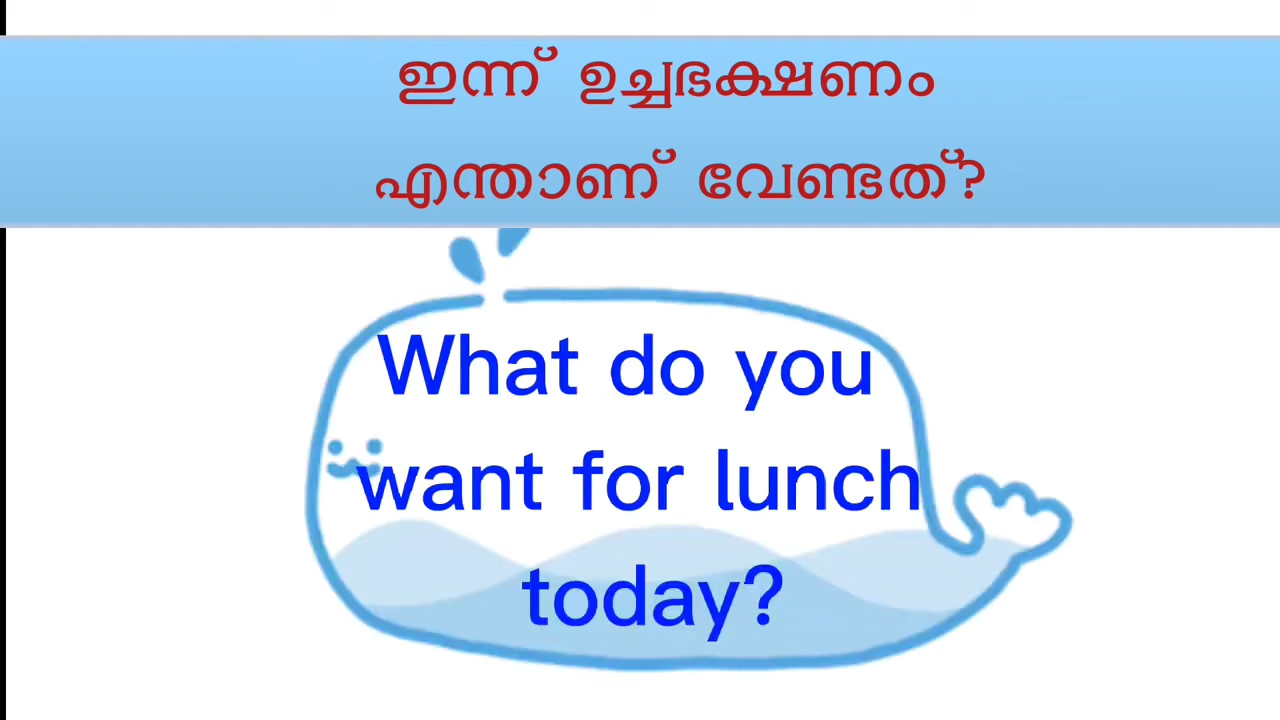 ഇന്ന് ഉച്ചഭക്ഷണം
എന്താണ് വേണ്ടത്?
What do you
want for lunch
today?